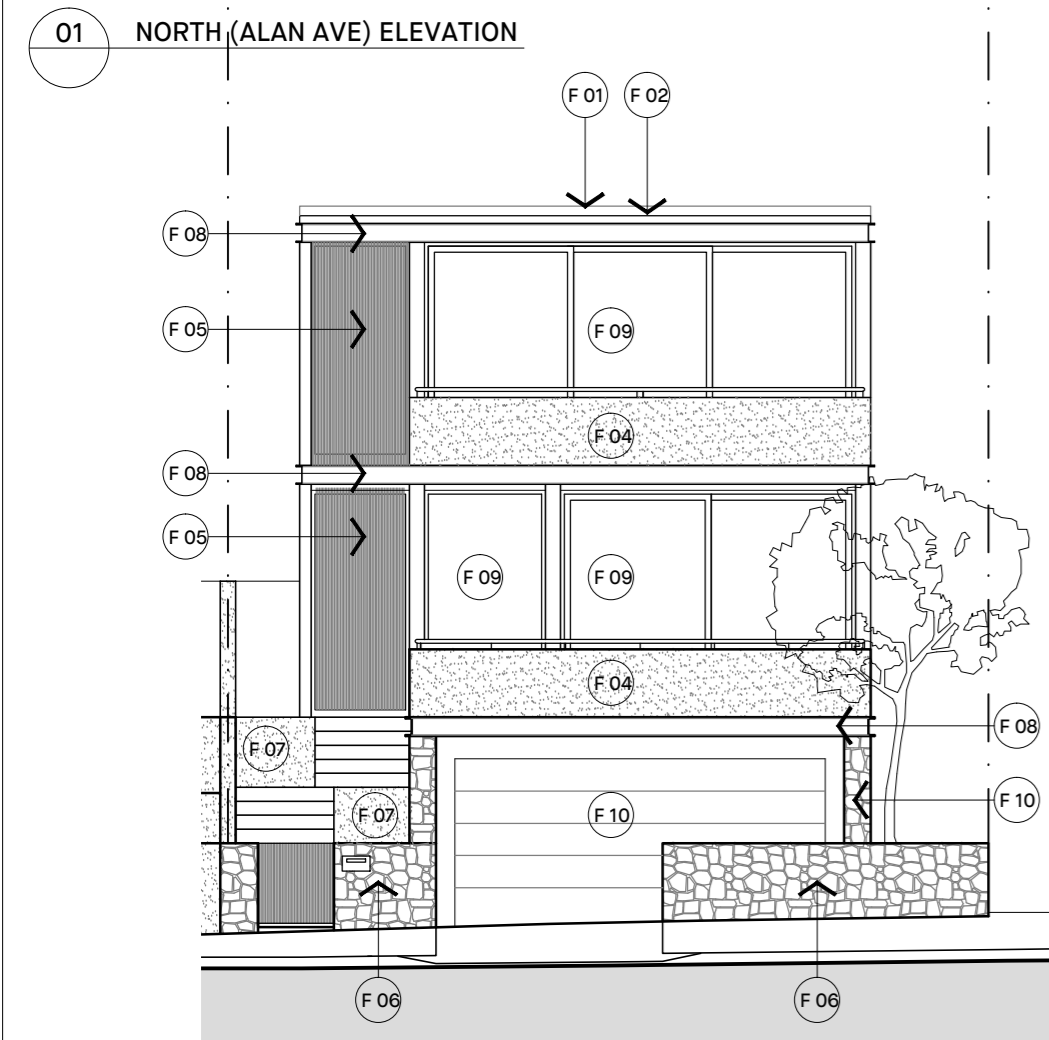 01 NORTH (ALAN AVE) ELEVATION
F 01 F 02
F 08
F 05
F 09
F 04
F 08
F 05
F 09 F 09
F 04
F 08
F 07
F 10
F 07 F 10
F 06 F 06